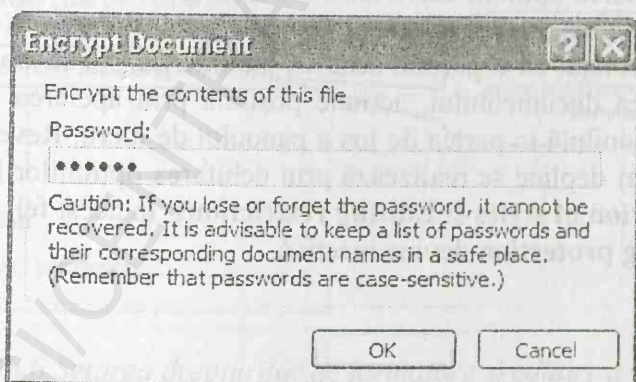 Encrypt Document
Encrypt the contents of this file
Password:
••••••
Caution: If you lose or forget the password, it cannot be
recovered. It is advisable to keep a list of passwords and
their corresponding document names in a safe place.
(Remember that passwords are case-sensitive.)
OK Cancel